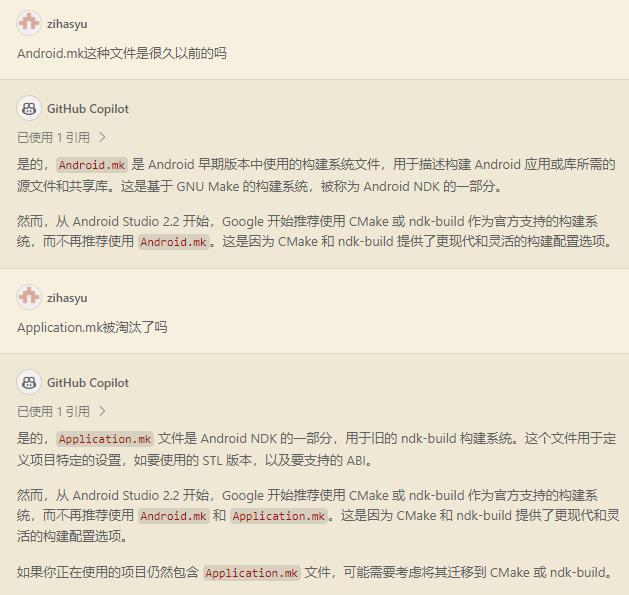 zihasyu
Android.mk这种文件是很久以前的吗
GitHub Copilot
已使用 1 引用 >
是的，Android.mk 是 Android 早期版本中使用的构建系统文件，用于描述构建 Android 应用或库所需的
源文件和共享库。这是基于 GNU Make 的构建系统，被称为 Android NDK 的一部分。
然而，从 Android Studio 2.2 开始，Google 开始推荐使用 CMake 或 ndk-build 作为官方支持的构建系
统，而不再推荐使用 Android.mk。这是因为 CMake 和 ndk-build 提供了更现代和灵活的构建配置选项。
zihasyu
Application.mk被淘汰了吗
GitHub Copilot
已使用 1 引用 >
是的，Application.mk 文件是 Android NDK 的一部分，用于旧的 ndk-build 构建系统。这个文件用于定
义项目特定的设置，如要使用的 STL 版本，以及要支持的 ABI。
然而，从 Android Studio 2.2 开始，Google 开始推荐使用 CMake 或 ndk-build 作为官方支持的构建系
统，而不再推荐使用 Android.mk 和 Application.mk。这是因为 CMake 和 ndk-build 提供了更现代和灵
活的构建配置选项。
如果你正在使用的项目仍然包含 Application.mk 文件，可能需要考虑将其迁移到 CMake 或 ndk-build。